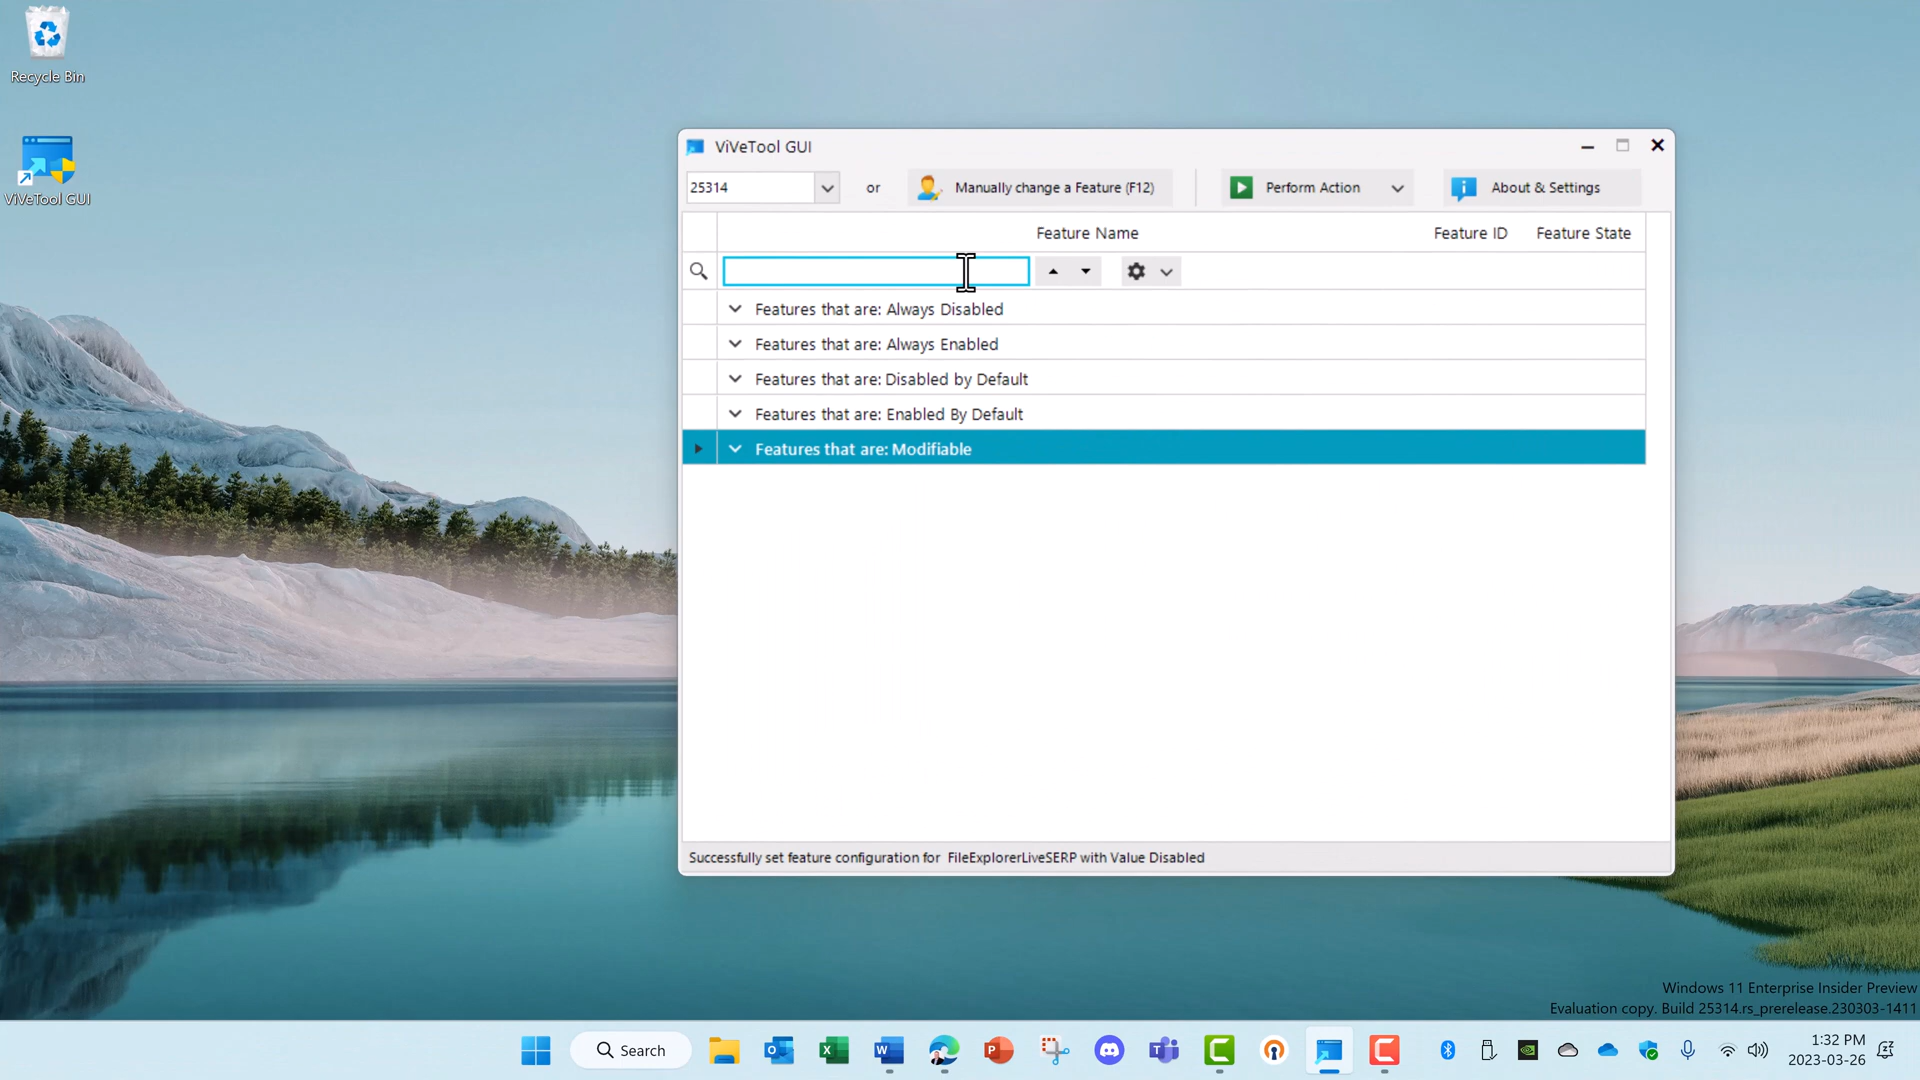 Recycle Bin
ViVeTool GUI
ViVeTool GUI
25314
or
Manually change a Feature (F12)
Perform Action
About & Settings
Feature Name
Feature ID
Feature State
Features that are: Always Disabled
Features that are: Always Enabled
Features that are: Disabled by Default
Features that are: Enabled By Default
Features that are: Modifiable
Successfully set feature configuration for FileExplorerLiveSERP with Value Disabled
Windows 11 Enterprise Insider Preview
Evaluation copy. Build 25314.rs_prerelease.230303-1411
Search
1:32 PM
2023-03-26